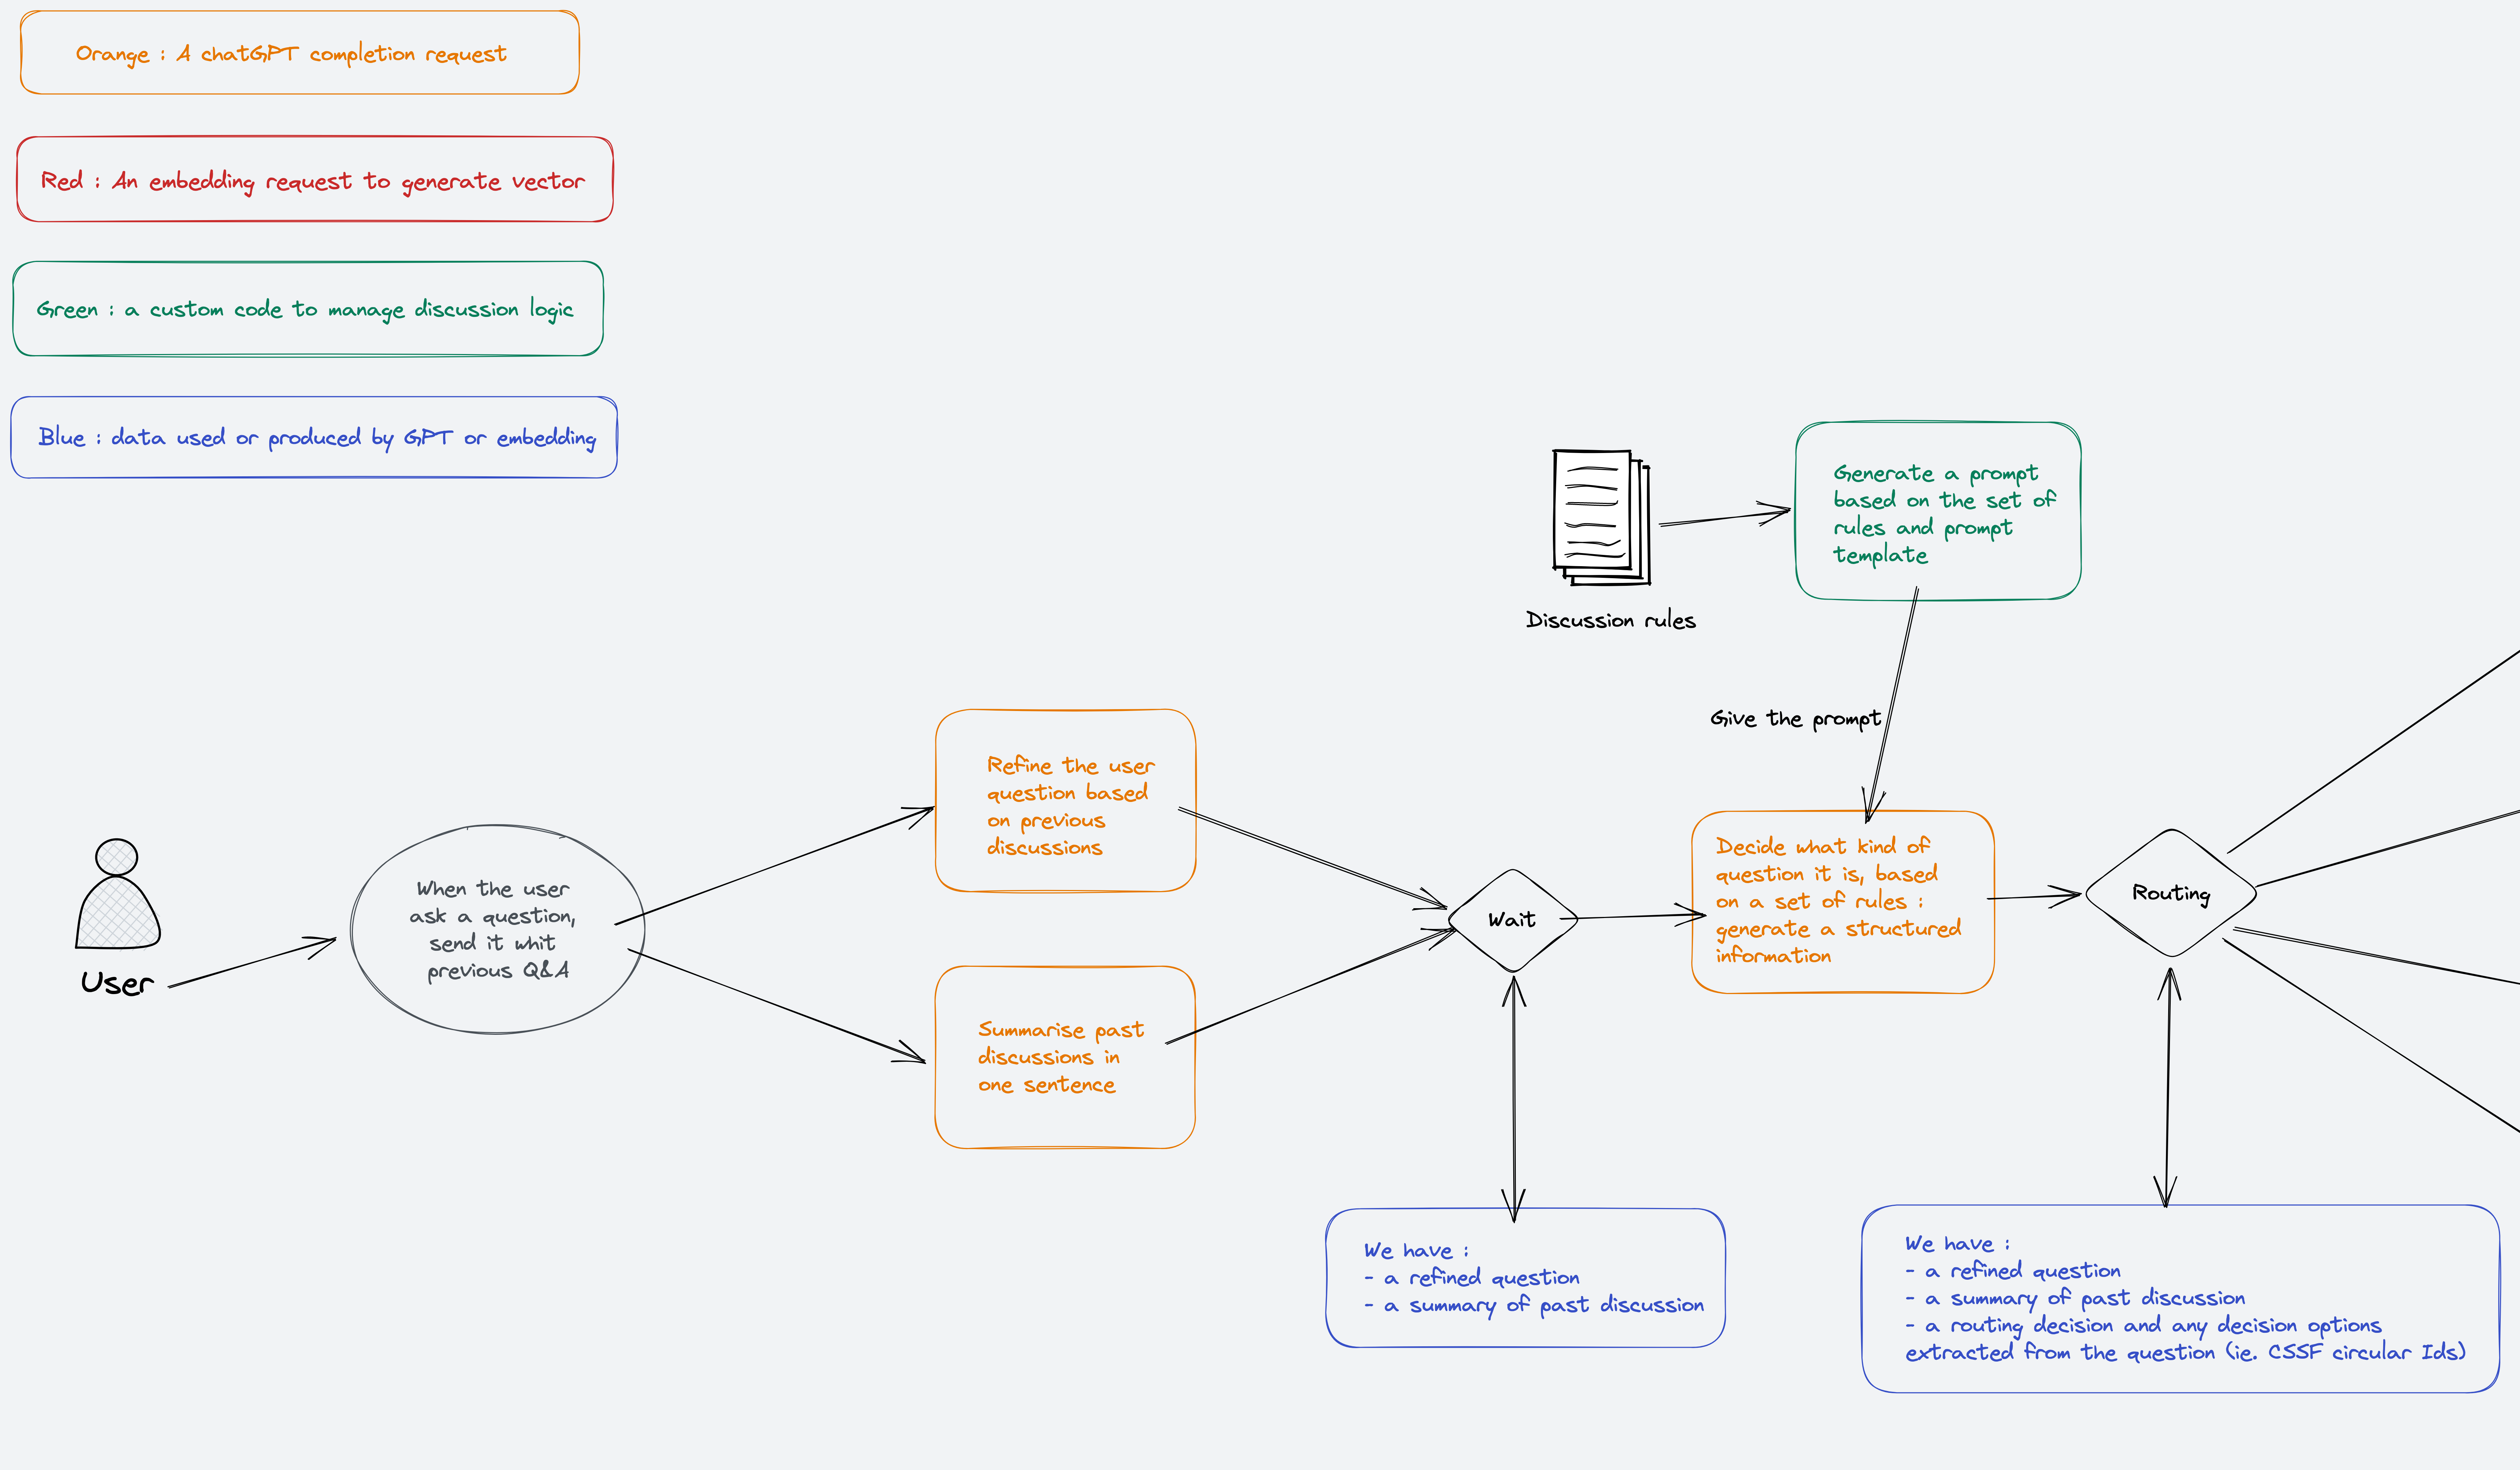 Orange : A chatGPT completion request
Red : An embedding request to generate vector
Green : a custom code to manage discussion logic
Blue : data used or produced by GPT or embedding
Generate a prompt
based on the set of
rules and prompt
template
Discussion rules
Give the prompt
Refine the user
question based
on previous
discussions
User
When the user
ask a question,
send it whit
previous Q&A
Summarise past
discussions in
one sentence
Wait
Decide what kind of
question it is, based
on a set of rules :
generate a structured
information
Routing
We have :
- a refined question
- a summary of past discussion
We have :
- a refined question
- a summary of past discussion
- a routing decision and any decision options
extracted from the question (ie. CSSF circular Ids)